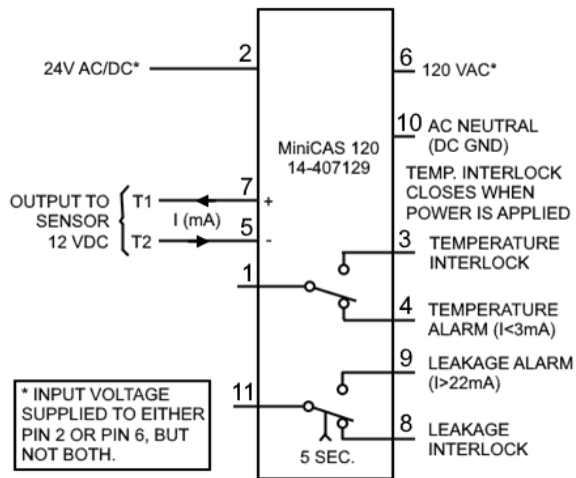 2
24V AC/DC*
6
120 VAC*
10
AC NEUTRAL
(DC GND)
MiniCAS 120
14-407129
TEMP. INTERLOCK
CLOSES WHEN
POWER IS APPLIED
OUTPUT TO
SENSOR
12 VDC
T1
7
+
I (mA)
T2
5
-
3
TEMPERATURE
INTERLOCK
1
4
TEMPERATURE
ALARM (I<3mA)
9
LEAKAGE ALARM
(I>22mA)
11
8
LEAKAGE
INTERLOCK
5 SEC.
* INPUT VOLTAGE
SUPPLIED TO EITHER
PIN 2 OR PIN 6, BUT
NOT BOTH.